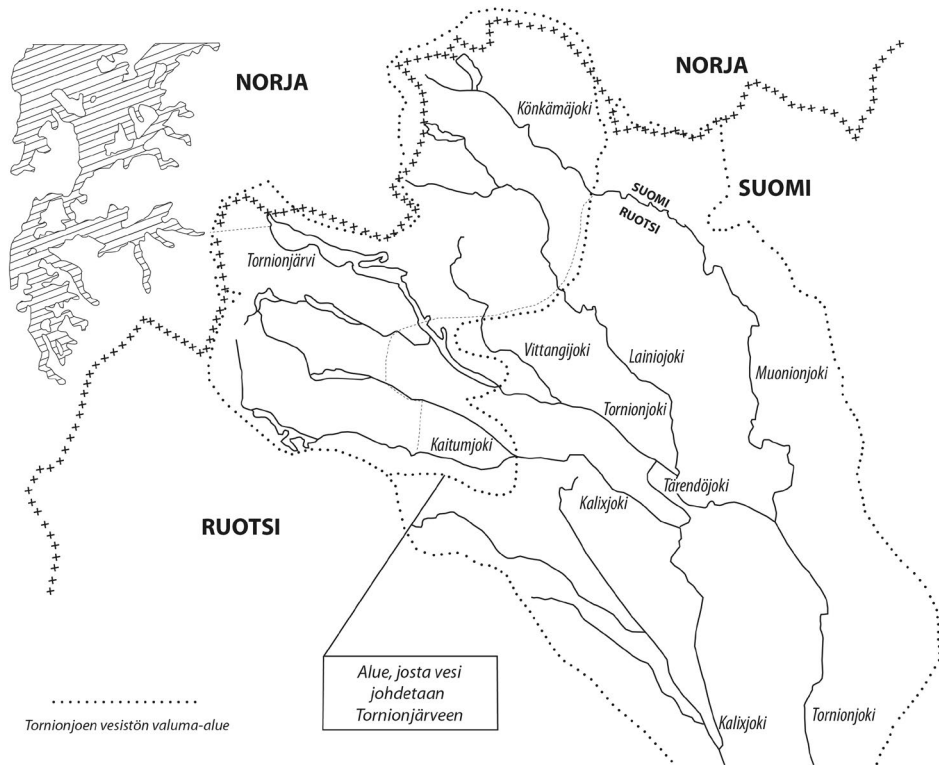 NORJA
NORJA
Könkämäjoki
SUOMI
SUOMI
RUOTSI
Tornionjärvi
Vittangijoki
Lainiojoki
Muonionjoki
Tornionjoki
Kaitumjoki
Tärendöjoki
Kalixjoki
RUOTSI
Alue, josta vesi
johdetaan
Tornionjärveen
Tornionjoen vesistön valuma-alue
Kalixjoki
Tornionjoki